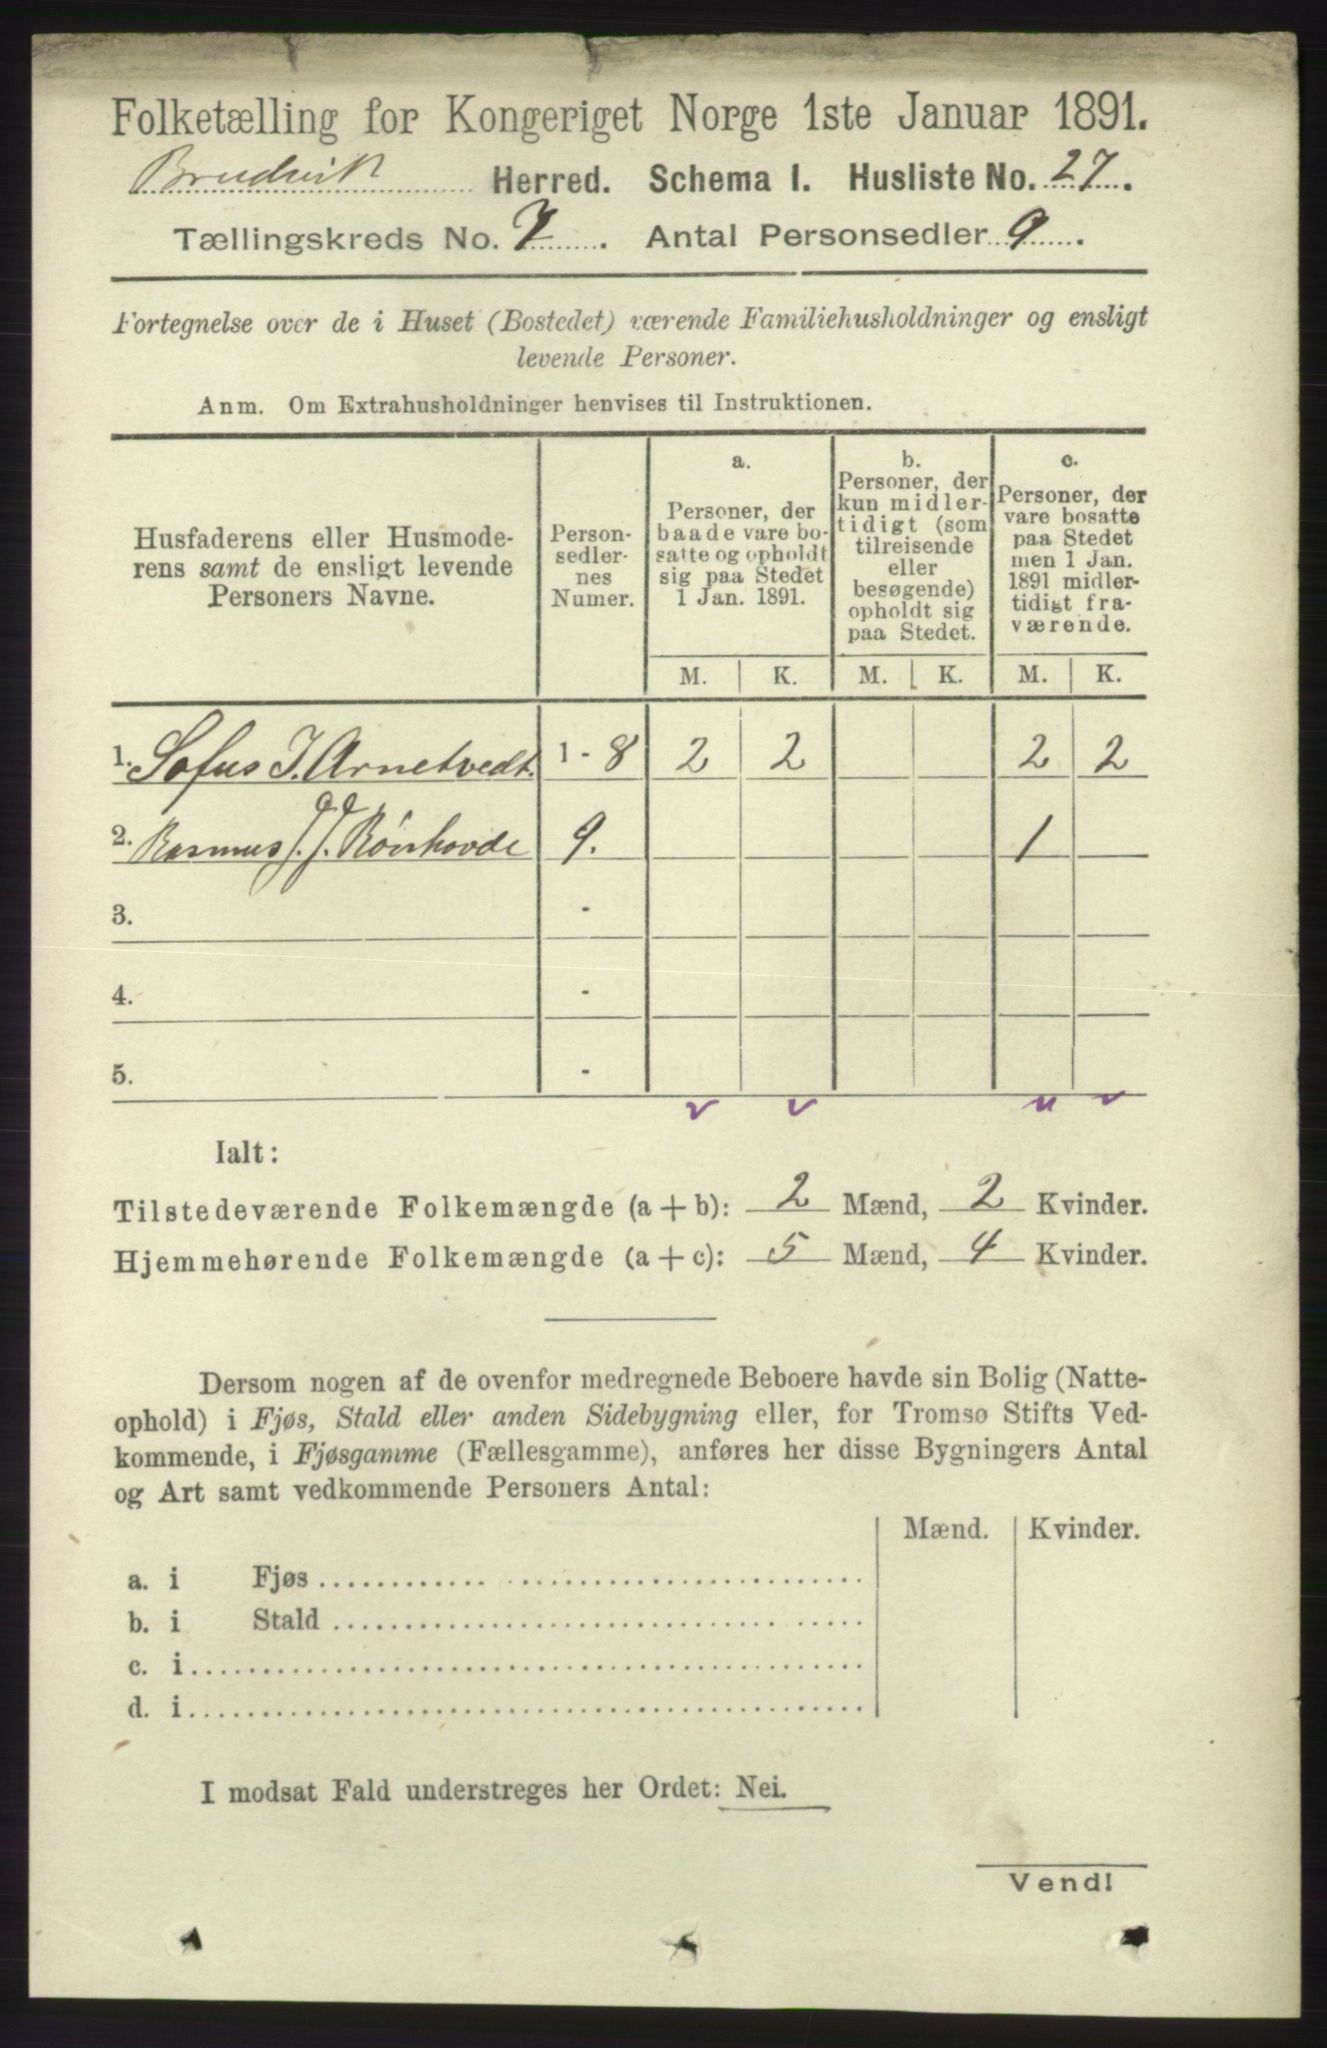 Folketælling for Kongeriget Norge 1ste Januar 1891.
Brudvik Herred. Schema I. Husliste No. 27.
Tællingskreds No. 7. Antal Personsedler 9.
Fortegnelse over de i Huset (Bostedet) værende Familiehusholdninger og ensligt
levende Personer.
Anm. Om Extrahusholdninger henvises til Instruktionen.
Husfaderens eller Husmode-
rens samt de ensligt levende
Personers Navne.
Person-
sedler-
nes
Numer.
a.
Personer, der
baade vare bo-
satte og opholdt
sig paa Stedet
1 Jan. 1891.
b.
Personer, der
kun midler-
tidigt (som
tilreisende
eller
besøgende)
opholdt sig
paa Stedet.
c.
Personer, der
vare bosatte
paa Stedet
men 1 Jan.
1891 midler-
tidigt fra-
værende.
M. K. M. K. M. K.
1. Sofus I. Arnetvedt. 1 - 8 2 2 2 2
2. Rasmus J. J. 9. 1
3. -
4. -
5. -
Ialt:
Tilstedeværende Folkemængde (a + b): 2 Mænd, 2 Kvinder.
Hjemmehørende Folkemængde (a + c): 5 Mænd, 4 Kvinder.
Dersom nogen af de ovenfor medregnede Beboere havde sin Bolig (Natte-
ophold) i Fjøs, Stald eller anden Sidebygning eller, for Tromsø Stifts Ved-
kommende, i Fjøsgamme (Fællesgamme), anføres her disse Bygningers Antal
og Art samt vedkommende Personers Antal:
Mænd. Kvinder.
a. i Fjøs
b. i Stald
c. i
d. i
I modsat Fald understreges her Ordet: Nei.
Vend!